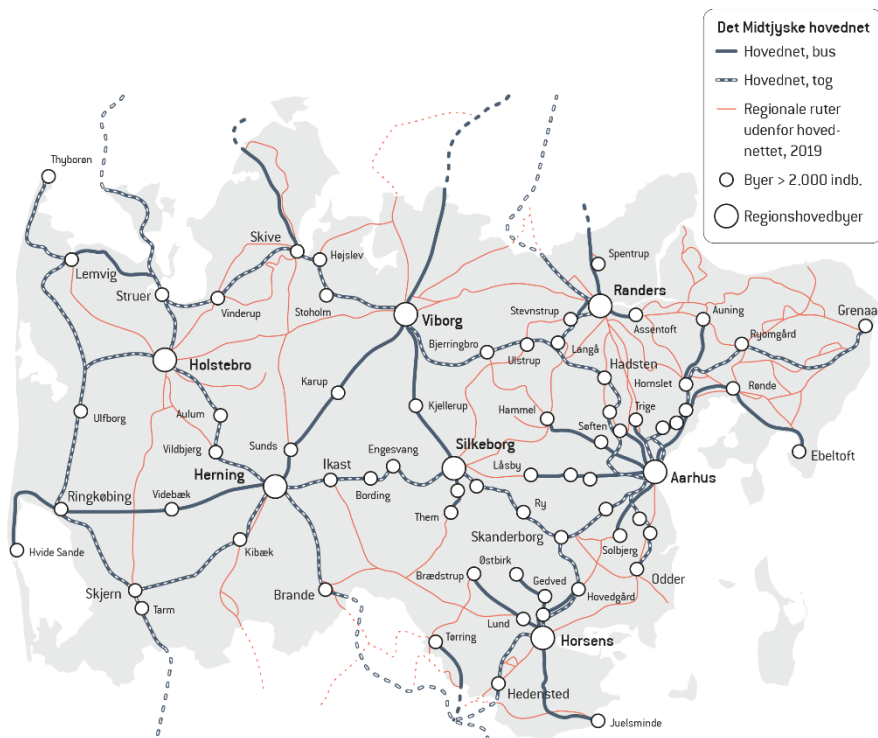 Det Midtjyske hovednet
Hovednet, bus
Hovednet, tog
Regionale ruter
udenfor hoved-
nettet, 2019
Byer > 2.000 indb.
Regionshovedbyer
Thyborøn
Lemvig
Struer
Vinderup
Skive
Højslev
Stoholm
Viborg
Holstebro
Spentrup
Randers
Stevnstrup
Assentoft
Auning
Grenaa
Ryomgård
Bjerringbro
Ulstrup
Langå
Hadsten
Hornslet
Rønde
Karup
Kjellerup
Hammel
Trige
Søften
Ulfborg
Aulum
Vildbjerg
Sunds
Engesvang
Silkeborg
Låsby
Aarhus
Ebeltoft
Herning
Ikast
Bording
Ringkøbing
Videbæk
Them
Ry
Skanderborg
Solbjerg
Hvide Sande
Kibæk
Østbirk
Brædstrup
Gedved
Odder
Skjern
Tarm
Brande
Hovedgård
Lund
Tørring
Horsens
Hedensted
Juelsminde